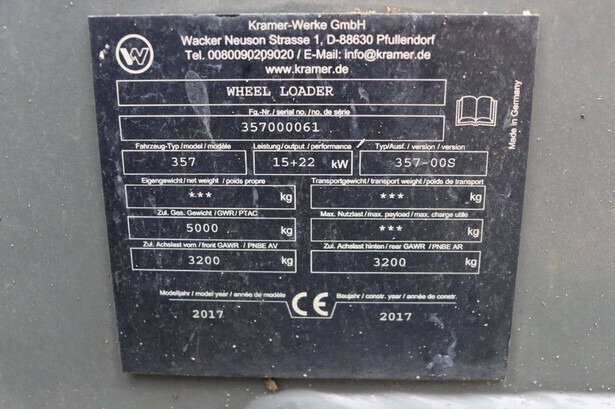 Kramer-Werke GmbH
Wacker Neuson Strasse 1, D-88630 Pfullendorf
Tel. 0080090209020 / E-Mail: info@kramer.de
www.kramer.de
W
WHEEL LOADER
Fg.-Nr./ serial no./ no. de série
357000061
Made in Germany
Fahrzeug-Typ / model / modèle Leistung / output / performance Typ/Ausf. / version / version
357 15+22 kW 357-00S
Eigengewicht / net weight / poids propre Transportgewicht / transport weight / poids de transport
*** kg *** kg
Zul. Ges. Gewicht / GWR / PTAC Max. Nutzlast / max. payload / max. charge utile
5000 kg *** kg
Zul. Achslast vorn / front GAWR / PNBE AV Zul. Achslast hinten / rear GAWR / PNBE AR
3200 kg 3200 kg
Modelljahr / model year / année de modèle CE Baujahr / constr. year / année de constr.
2017 2017